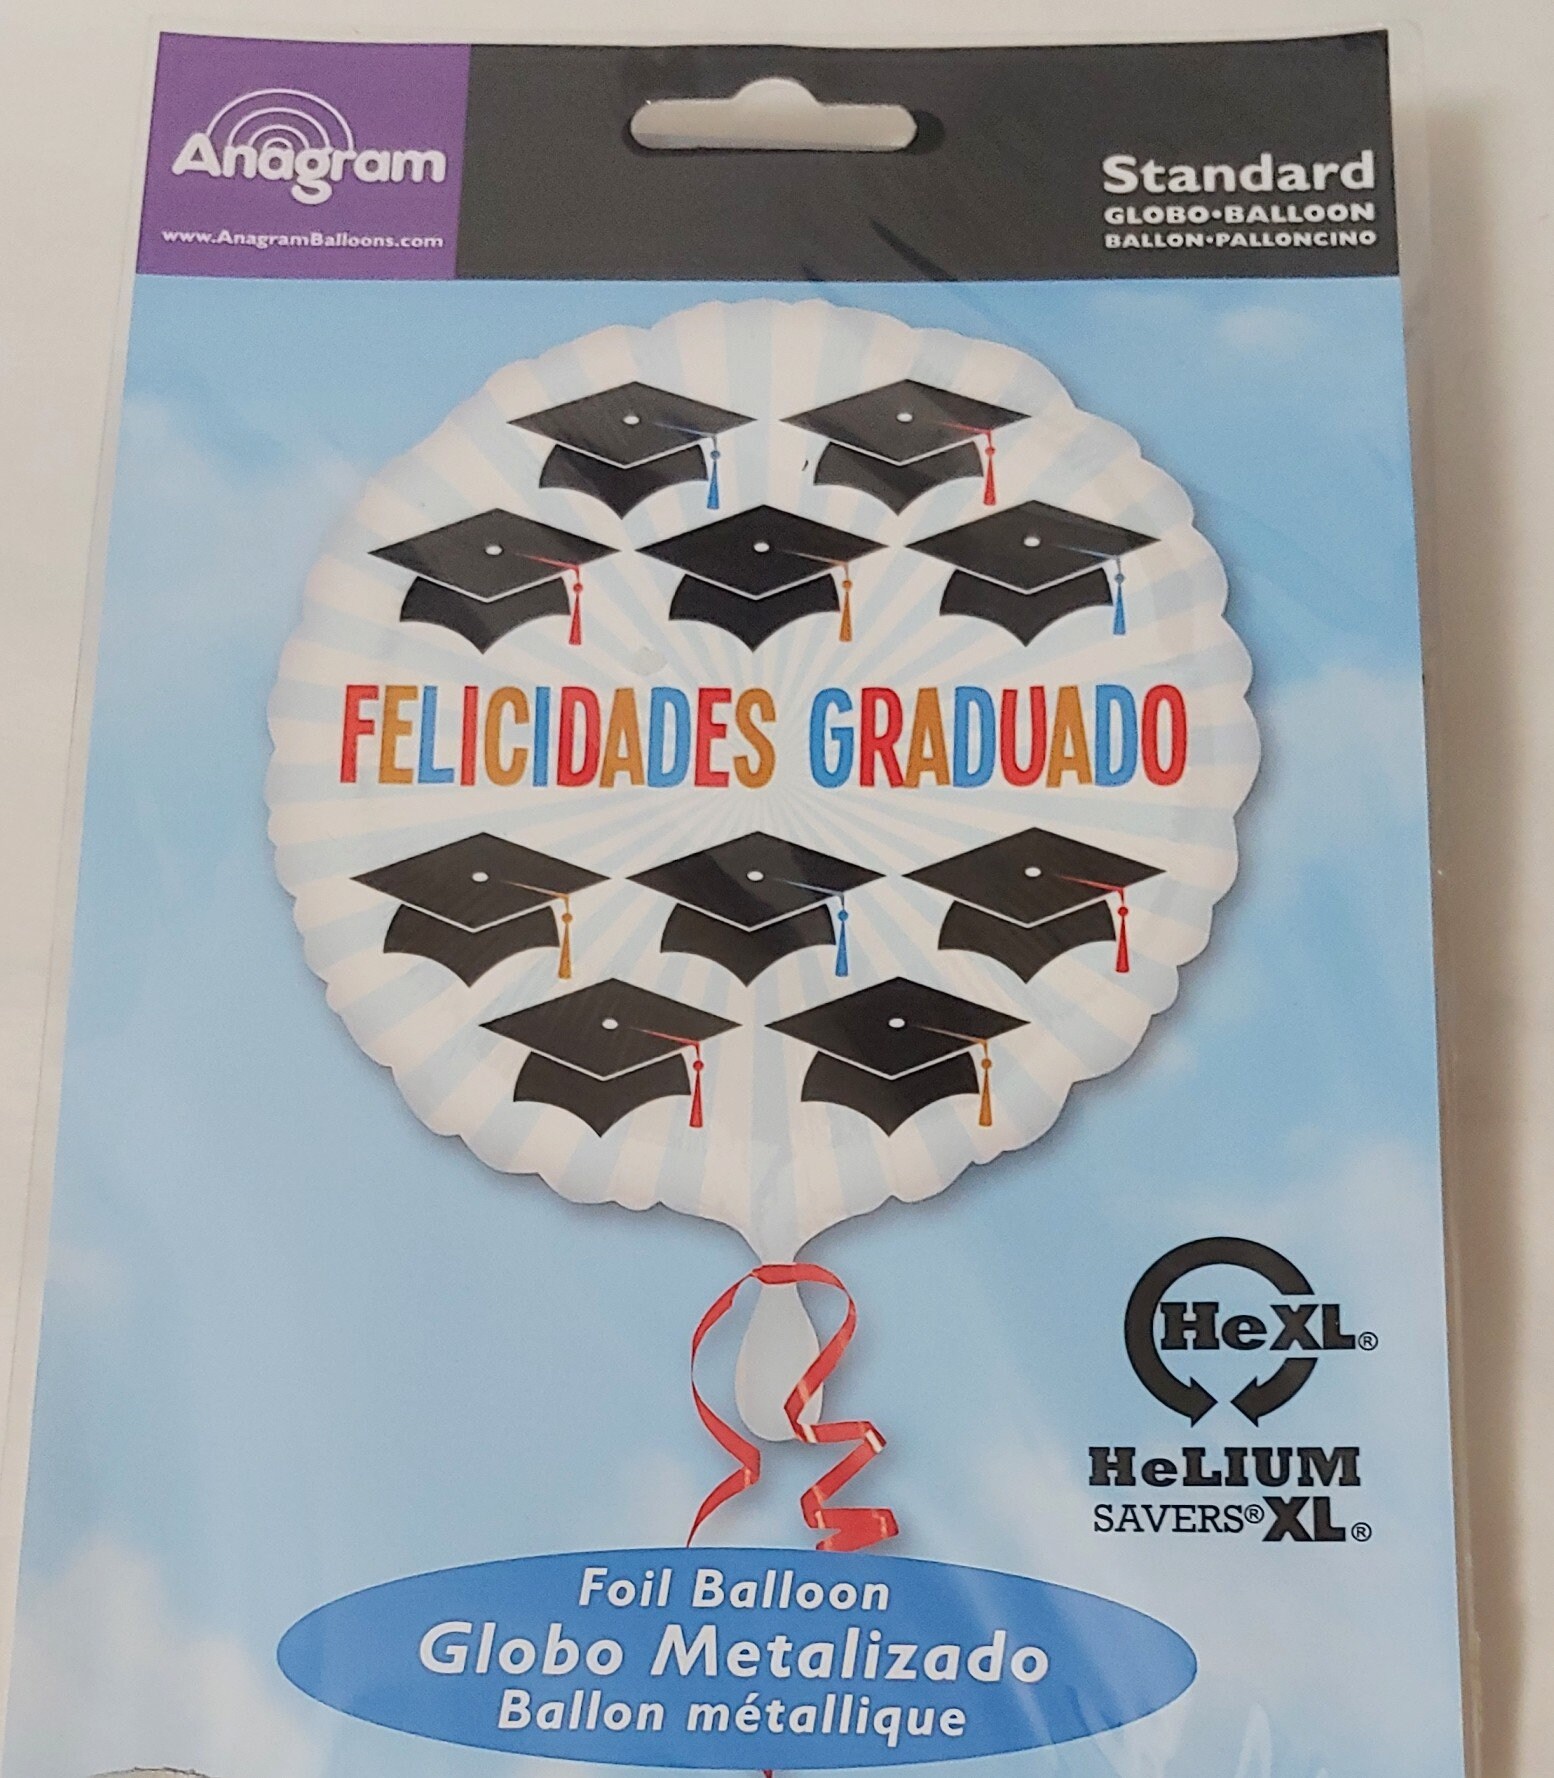 Anagram
www.AnagramBalloons.com
Standard
GLOBO•BALLOON
BALLON•PALLONCINO
FELICIDADES GRADUADO
HeXL®
HeLIUM
SAVERS®XL®
Foil Balloon
Globo Metalizado
Ballon métallique